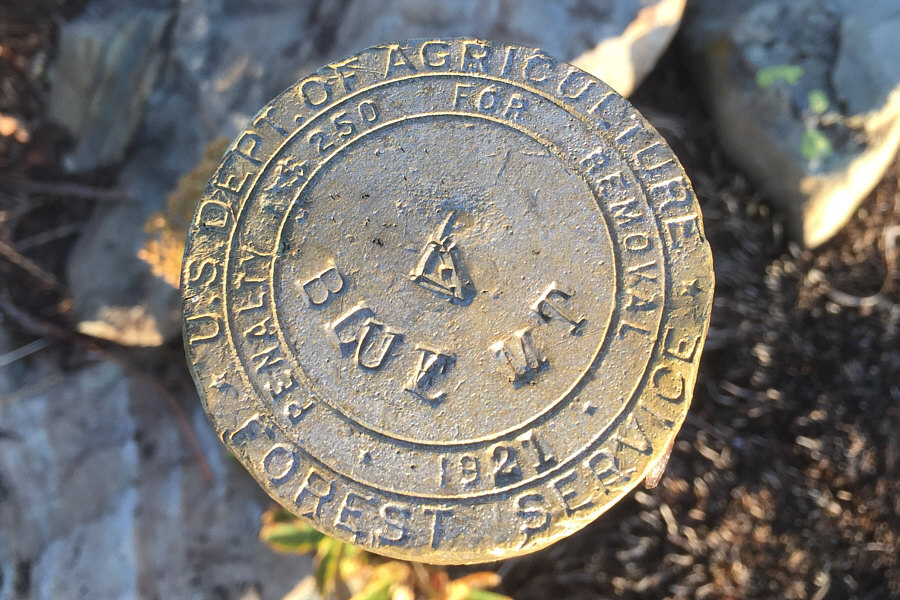 U.S. DEPT. OF AGRICULTURE
FOREST SERVICE
PENALTY $250 FOR REMOVAL
BLUE MT
1921